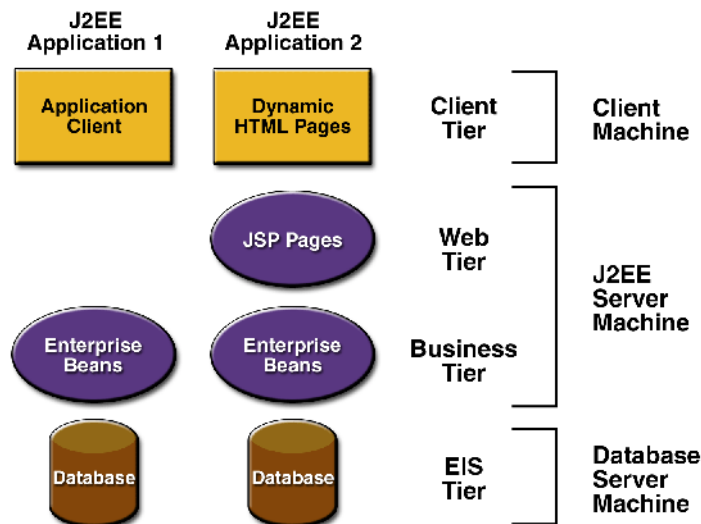 J2EE
Application 1
J2EE
Application 2
Application
Client
Dynamic
HTML Pages
Client
Tier
Client
Machine
JSP Pages
Web
Tier
J2EE
Server
Machine
Enterprise
Beans
Enterprise
Beans
Business
Tier
Database
Database
EIS
Tier
Database
Server
Machine